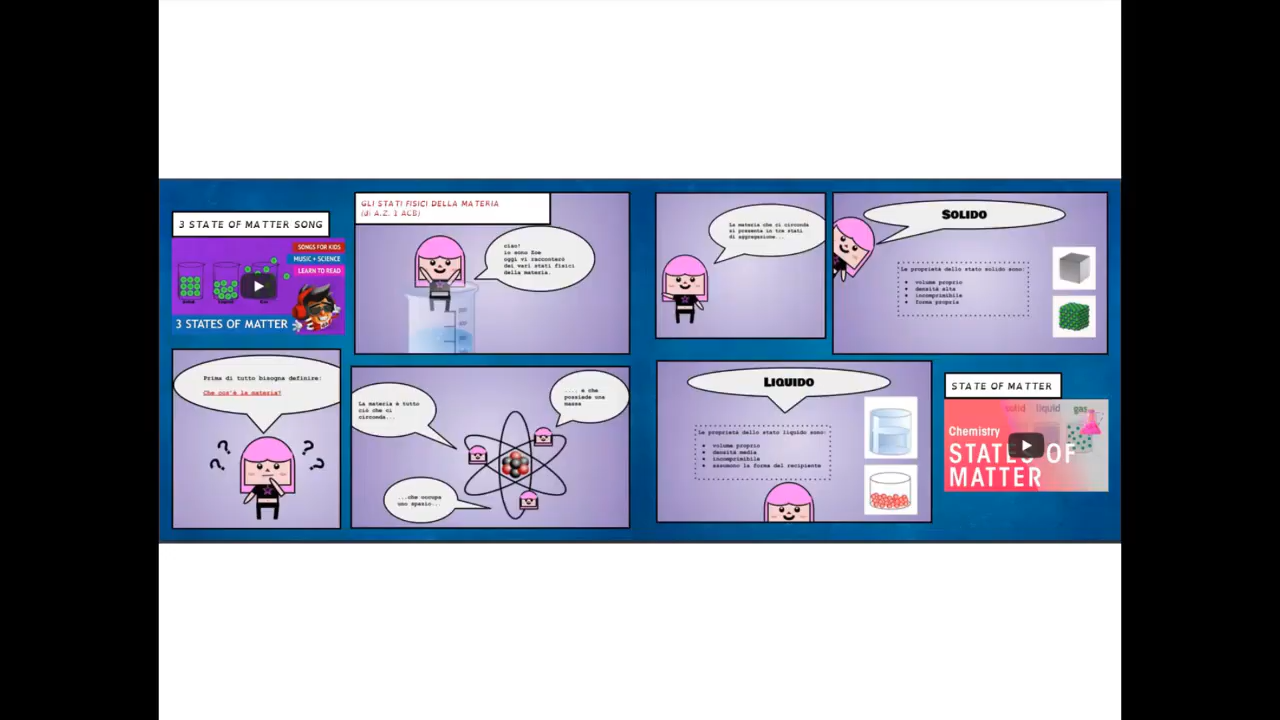 3 STATE OF MATTER SONG
SONGS FOR KIDS
MUSIC + SCIENCE
LEARN TO READ
3 STATES OF MATTER
GLI STATI FISICI DELLA MATERIA
(di A.Z. 1 ACB)
ciao!
io sono Zoe
oggi vi racconterò
dei vari stati fisici
della materia.
Prima di tutto bisogna definire:
Che cos'è la materia?
La materia è tutto
ciò che ci
circonda...
.... e che
possiede una
massa
...che occupa
uno spazio...
La materia che ci circonda
si presenta in tre stati
di aggregazione...
SOLIDO
Le proprietà dello stato solido sono:
volume proprio
densità alta
incomprimibile
forma propria
LIQUIDO
Le proprietà dello stato liquido sono:
volume proprio
densità media
incomprimibile
assumono la forma del recipiente
STATE OF MATTER
solid liquid gas
Chemistry
STATES OF
MATTER